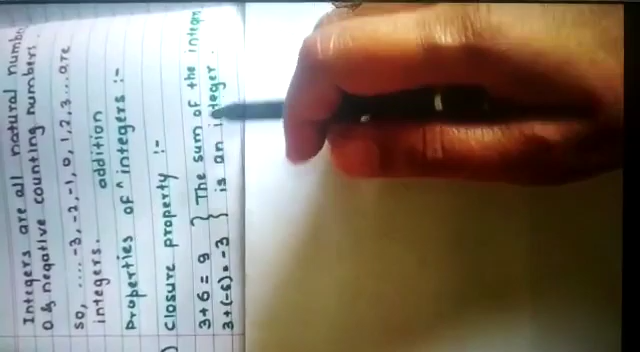 Integers are all natural numb
0 & negative counting numbers.
So, .... -3, -2, -1, 0, 1, 2, 3 ... are
integers.
Properties of ^ addition integers :-
) Closure property :-
3+6 = 9 } The sum of the integers
3+(-6) = -3 } is an integer.